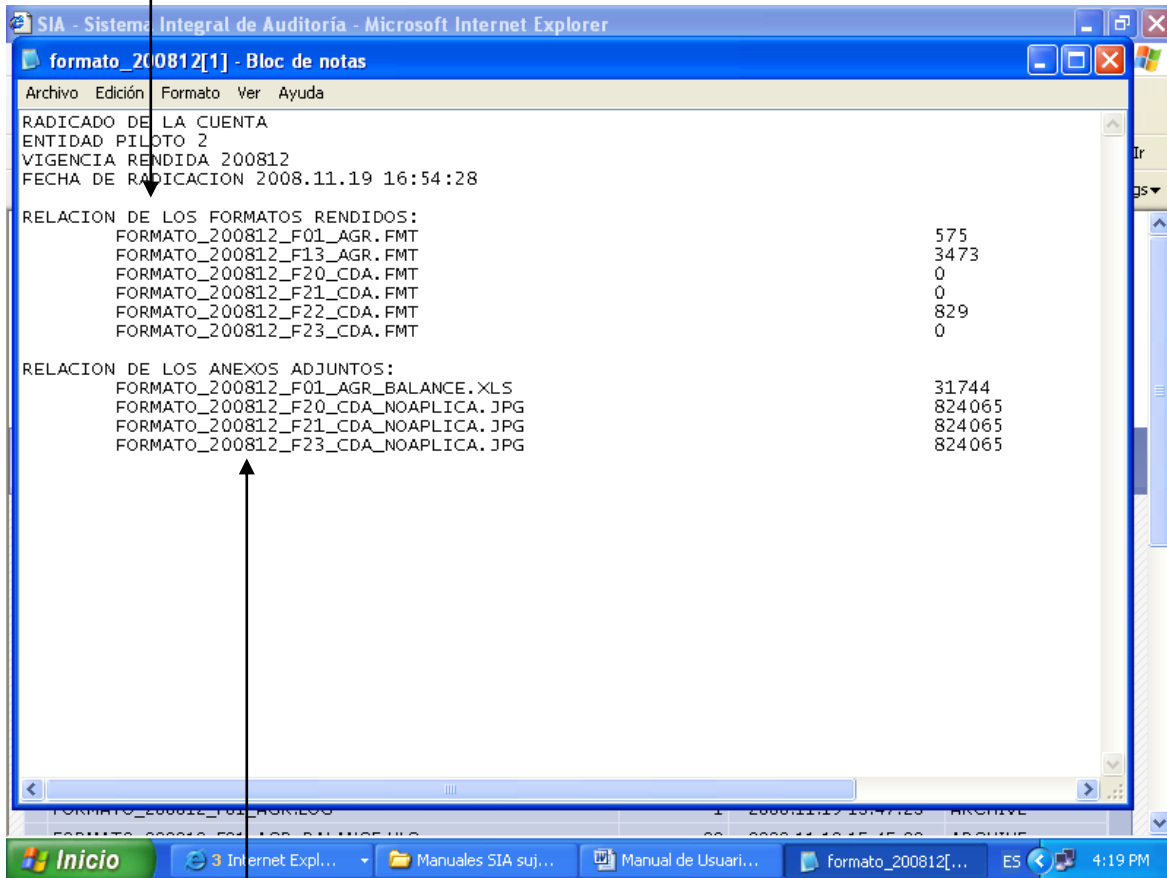 SIA - Sistema Integral de Auditoría - Microsoft Internet Explorer
formato_200812[1] - Bloc de notas
Archivo Edición Formato Ver Ayuda
RADICADO DE LA CUENTA
ENTIDAD PILOTO 2
VIGENCIA RENDIDA 200812
FECHA DE RADICACION 2008.11.19 16:54:28
Ir
gs
RELACION DE LOS FORMATOS RENDIDOS:
FORMATO_200812_F01_AGR.FMT 575
FORMATO_200812_F13_AGR.FMT 3473
FORMATO_200812_F20_CDA.FMT 0
FORMATO_200812_F21_CDA.FMT 0
FORMATO_200812_F22_CDA.FMT 829
FORMATO_200812_F23_CDA.FMT 0
RELACION DE LOS ANEXOS ADJUNTOS:
FORMATO_200812_F01_AGR_BALANCE.XLS 31744
FORMATO_200812_F20_CDA_NOAPLICA.JPG 824065
FORMATO_200812_F21_CDA_NOAPLICA.JPG 824065
FORMATO_200812_F23_CDA_NOAPLICA.JPG 824065
Inicio 3 Internet Expl... Manuales SIA suj... Manual de Usuari... formato_200812[... ES 4:19 PM